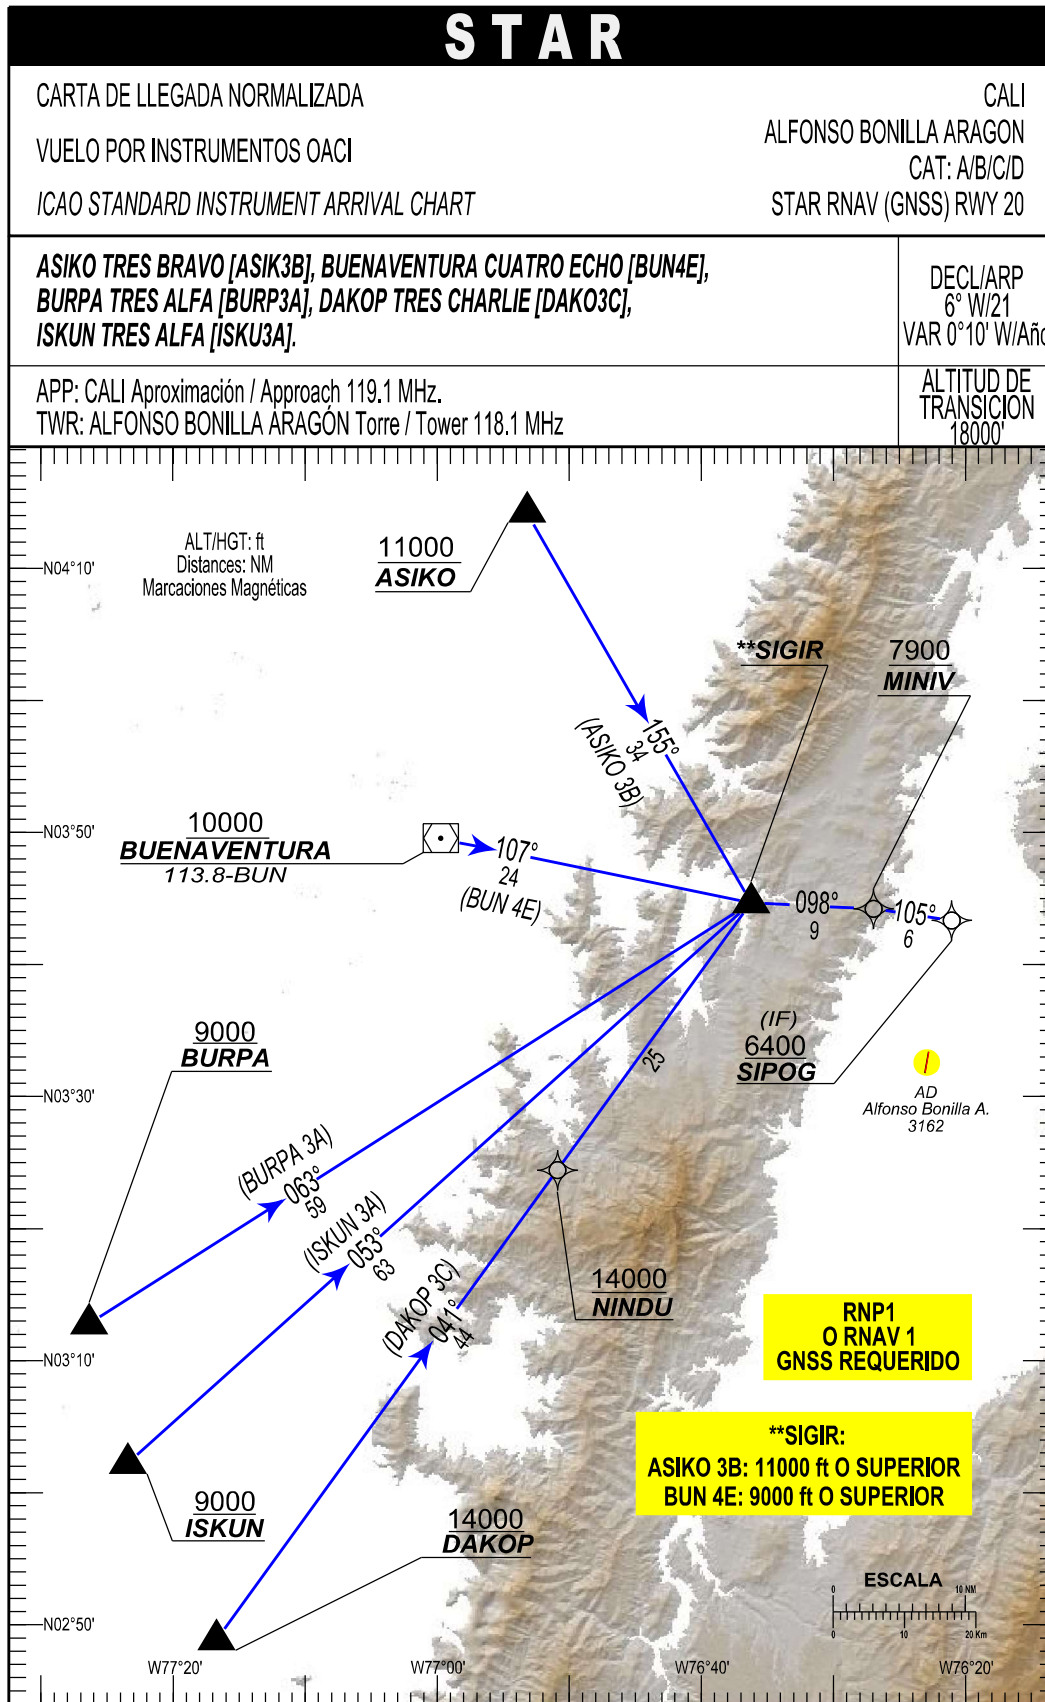 STAR
CARTA DE LLEGADA NORMALIZADA
VUELO POR INSTRUMENTOS OACI
ICAO STANDARD INSTRUMENT ARRIVAL CHART
CALI
ALFONSO BONILLA ARAGON
CAT: A/B/C/D
STAR RNAV (GNSS) RWY 20
ASIKO TRES BRAVO [ASIK3B], BUENAVENTURA CUATRO ECHO [BUN4E],
BURPA TRES ALFA [BURP3A], DAKOP TRES CHARLIE [DAKO3C],
ISKUN TRES ALFA [ISKU3A].
DECL/ARP
6° W/21
VAR 0°10' W/Año
APP: CALI Aproximación / Approach 119.1 MHz.
TWR: ALFONSO BONILLA ARAGÓN Torre / Tower 118.1 MHz
ALTITUD DE
TRANSICION
18000'
ALT/HGT: ft
Distances: NM
Marcaciones Magnéticas
11000
ASIKO
N04°10'
**SIGIR
7900
MINIV
155°
34
(ASIKO 3B)
N03°50'
10000
BUENAVENTURA
113.8-BUN
107°
24
(BUN 4E)
098°
9
105°
6
9000
BURPA
25
(IF)
6400
SIPOG
AD
Alfonso Bonilla A.
3162
N03°30'
(BURPA 3A)
063°
59
(ISKUN 3A)
053°
63
(DAKOP 3C)
041°
44
14000
NINDU
RNP1
O RNAV 1
GNSS REQUERIDO
N03°10'
**SIGIR:
ASIKO 3B: 11000 ft O SUPERIOR
BUN 4E: 9000 ft O SUPERIOR
9000
ISKUN
14000
DAKOP
ESCALA
0 10 NM
0 10 20 Km
N02°50'
W77°20' W77°00' W76°40' W76°20'